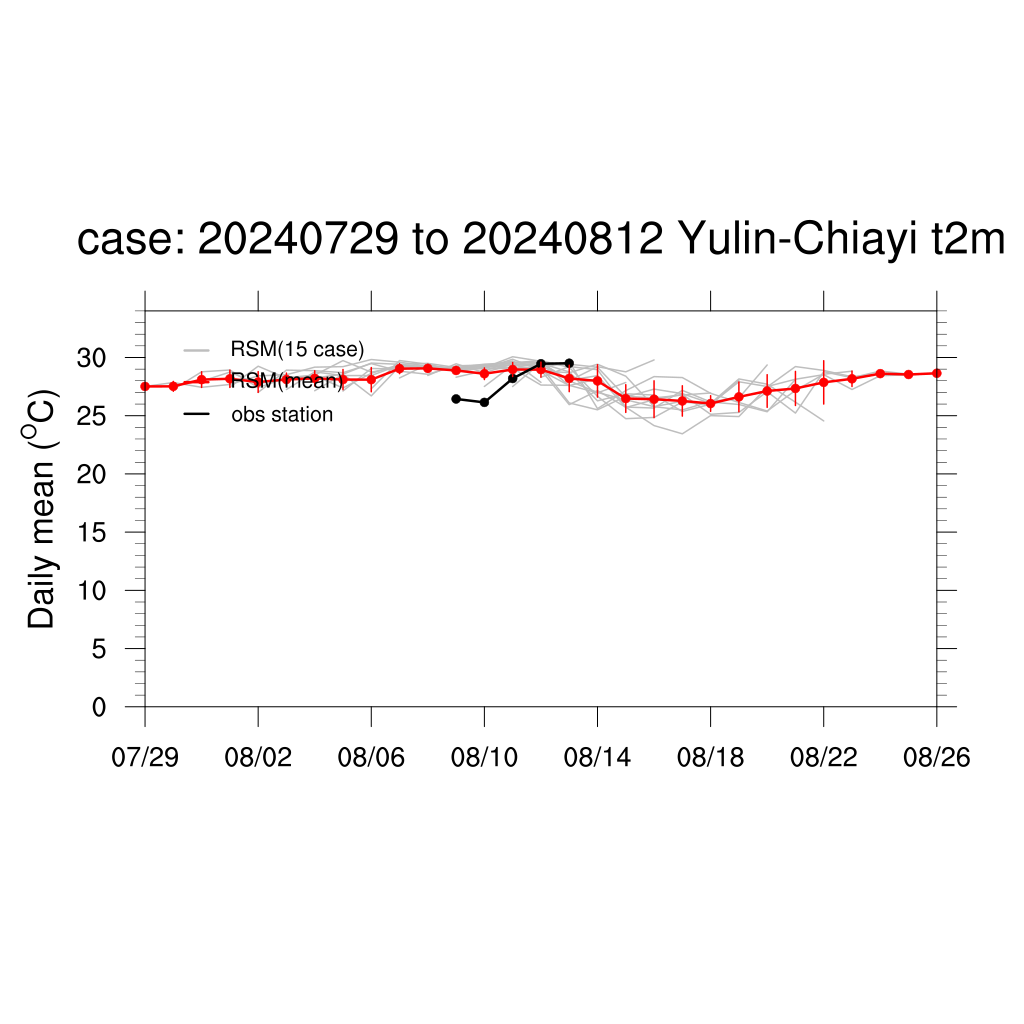 case: 20240729 to 20240812 Yulin-Chiayi t2m
Daily mean (°C)
30
25
20
15
10
5
0
RSM(15 case)
RSM(mean)
obs station
07/29 08/02 08/06 08/10 08/14 08/18 08/22 08/26